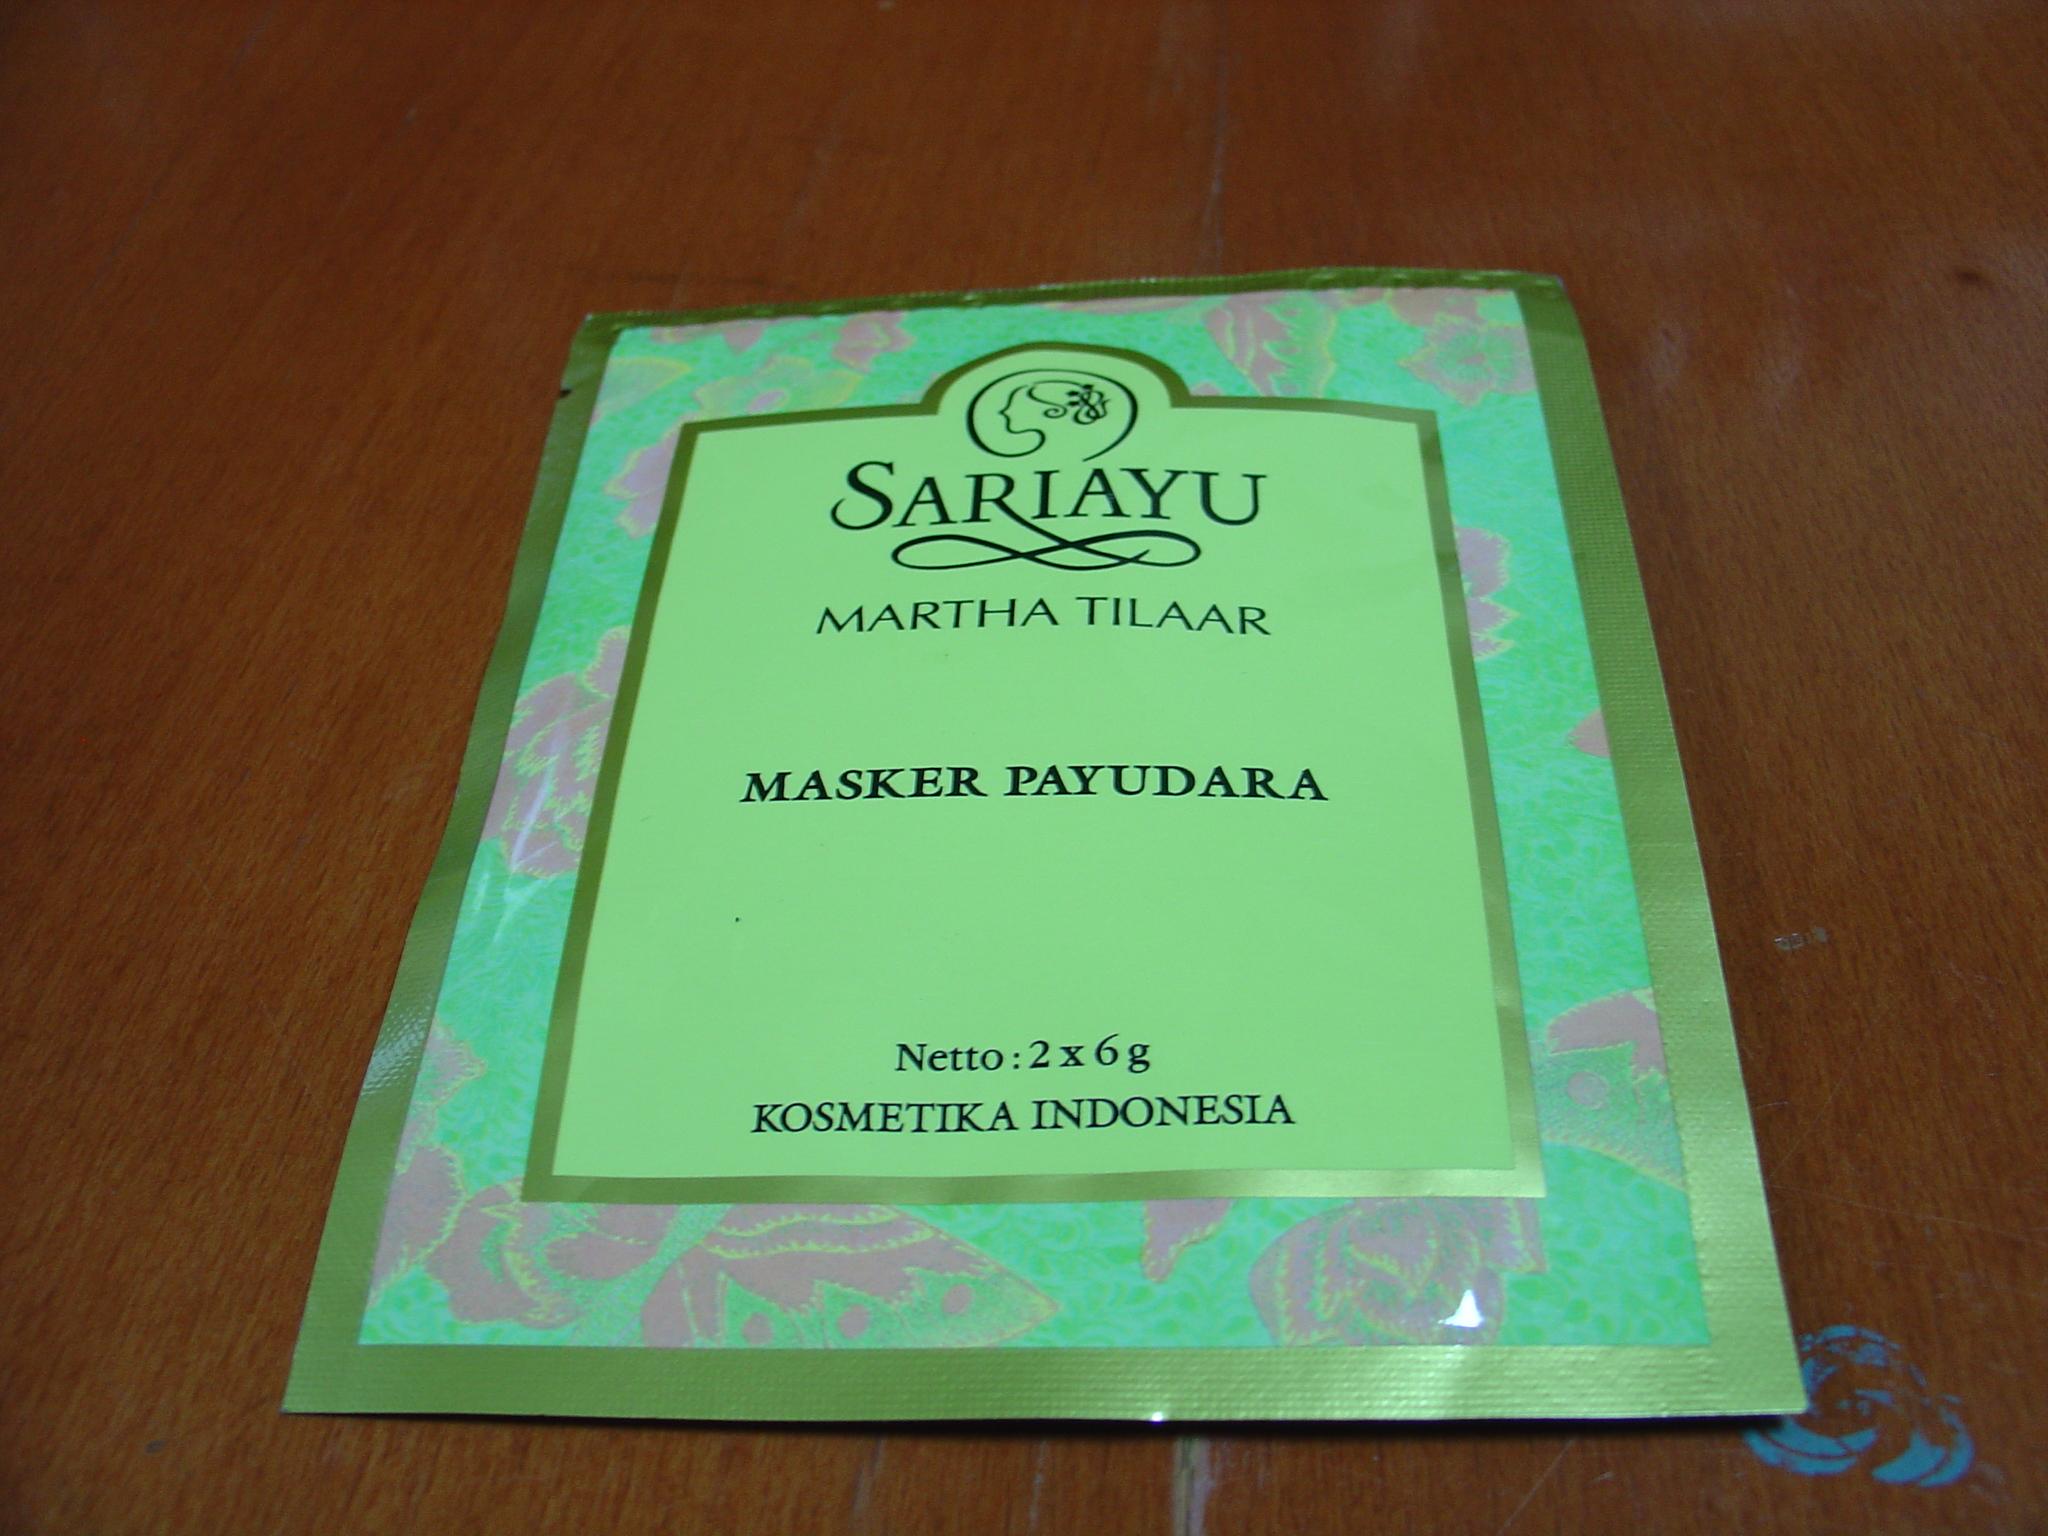 SARIAYU
MARTHA TILAAR
MASKER PAYUDARA
Netto : 2 x 6 g
KOSMETIKA INDONESIA